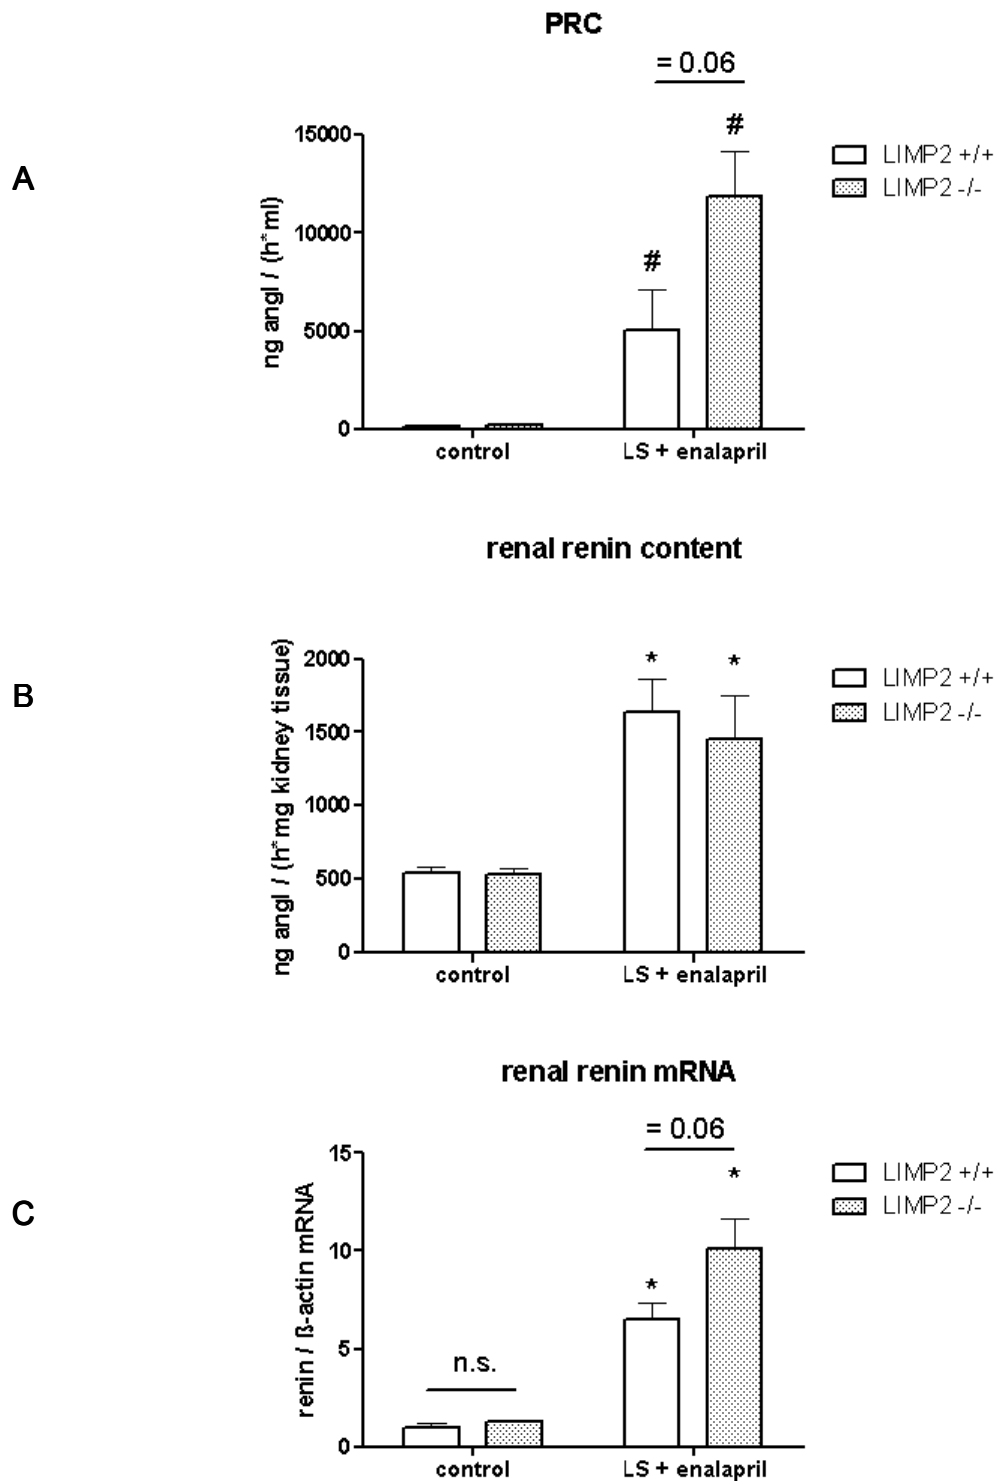 PRC
= 0.06
A
15000
10000
5000
0
ng angI / (h*ml)
#
#
control
LS + enalapril
LIMP2 +/+
LIMP2 -/-
renal renin content
B
2000
1500
1000
500
0
ng angI / (h*mg kidney tissue)
*
*
control
LS + enalapril
LIMP2 +/+
LIMP2 -/-
renal renin mRNA
= 0.06
C
15
10
5
0
renin / ß-actin mRNA
n.s.
*
*
control
LS + enalapril
LIMP2 +/+
LIMP2 -/-